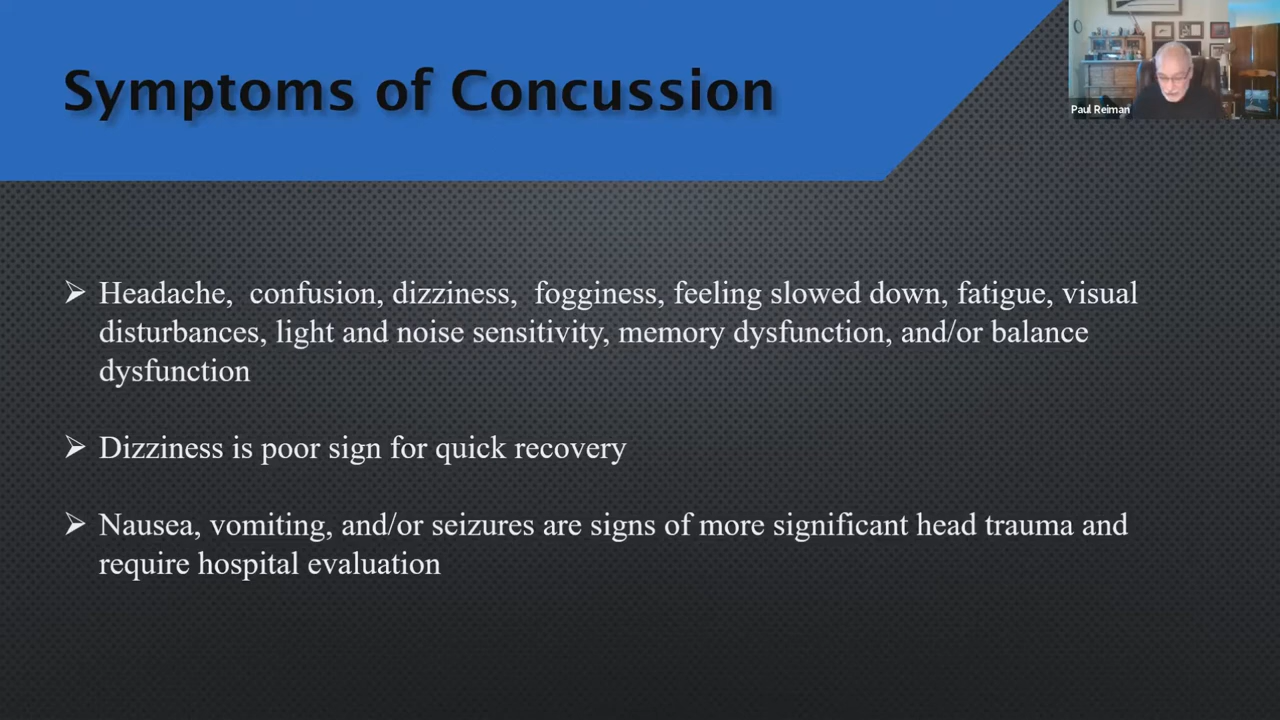 Symptoms of Concussion
Paul Reiman
➢ Headache,  confusion, dizziness,  fogginess, feeling slowed down, fatigue, visual
disturbances, light and noise sensitivity, memory dysfunction, and/or balance
dysfunction
➢ Dizziness is poor sign for quick recovery
➢ Nausea, vomiting, and/or seizures are signs of more significant head trauma and
require hospital evaluation